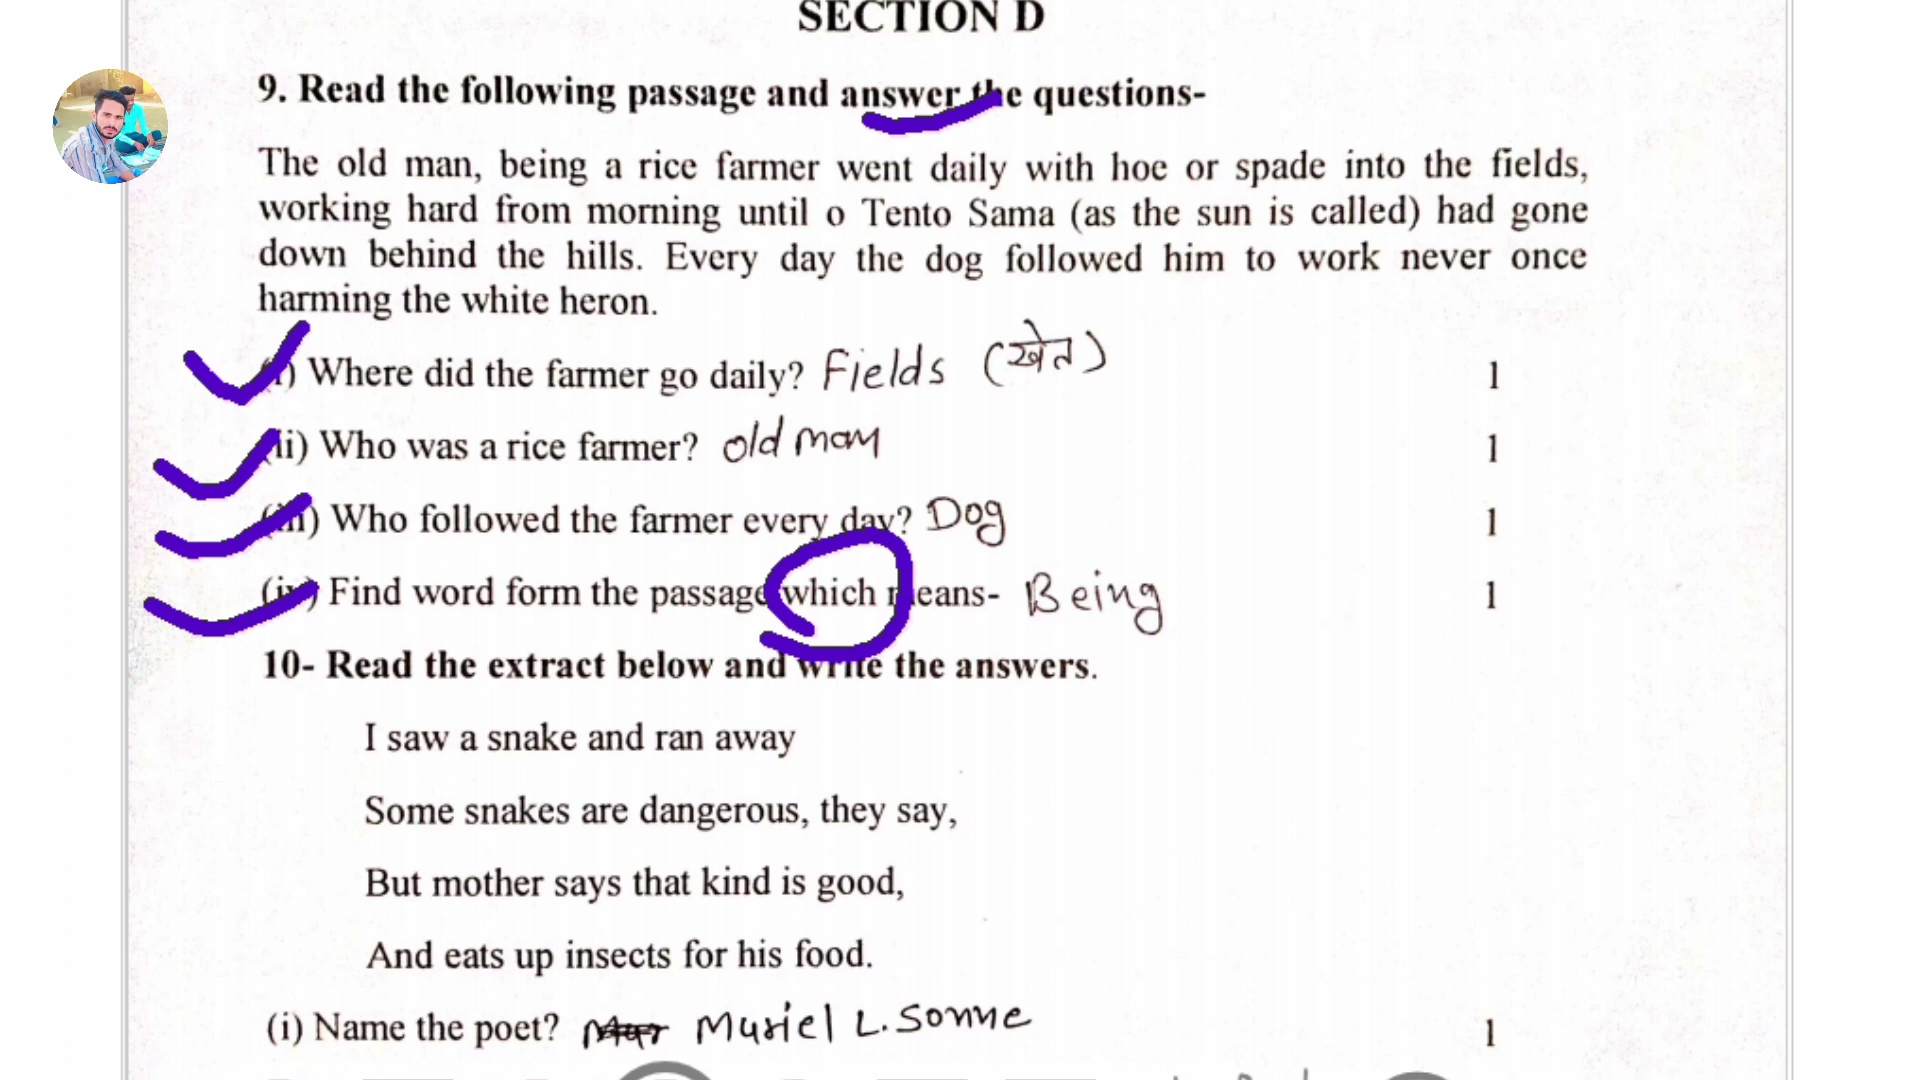 SECTION D
9. Read the following passage and answer the questions-
The old man, being a rice farmer went daily with hoe or spade into the fields,
working hard from morning until o Tento Sama (as the sun is called) had gone
down behind the hills. Every day the dog followed him to work never once
harming the white heron.
(i) Where did the farmer go daily? Fields (खेत) 1
(ii) Who was a rice farmer? old man 1
(iii) Who followed the farmer every day? Dog 1
(iv) Find word form the passage which means- Being 1
10- Read the extract below and write the answers.
I saw a snake and ran away
Some snakes are dangerous, they say,
But mother says that kind is good,
And eats up insects for his food.
(i) Name the poet? Muriel L. Sonne 1